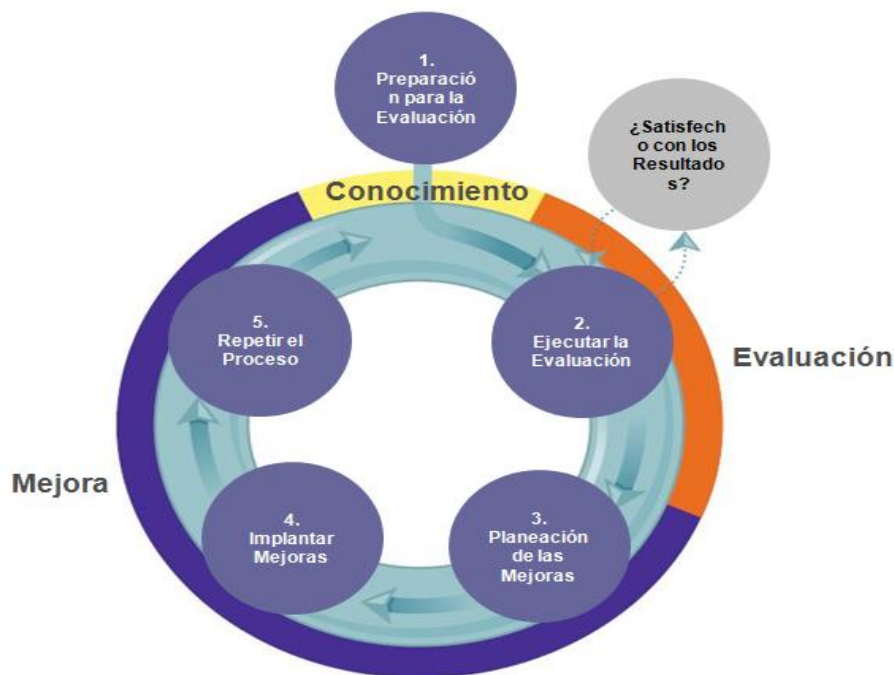 1.
Preparació
n para la
Evaluación
¿Satisfech
o con los
Resultado
s?
Conocimiento
5.
Repetir el
Proceso
2.
Ejecutar la
Evaluación
Evaluación
Mejora
4.
Implantar
Mejoras
3.
Planeación
de las
Mejoras